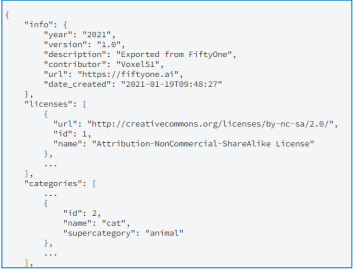 {
    "info": {
        "year": "2021",
        "version": "1.0",
        "description": "Exported from FiftyOne",
        "contributor": "Voxel51",
        "url": "https://fiftyone.ai",
        "date_created": "2021-01-19T09:48:27"
    },
    "licenses": [
        {
          "url": "http://creativecommons.org/licenses/by-nc-sa/2.0/",
          "id": 1,
          "name": "Attribution-NonCommercial-ShareAlike License"
        },
        ...
    ],
    "categories": [
        ...
        {
            "id": 2,
            "name": "cat",
            "supercategory": "animal"
        },
        ...
    ],